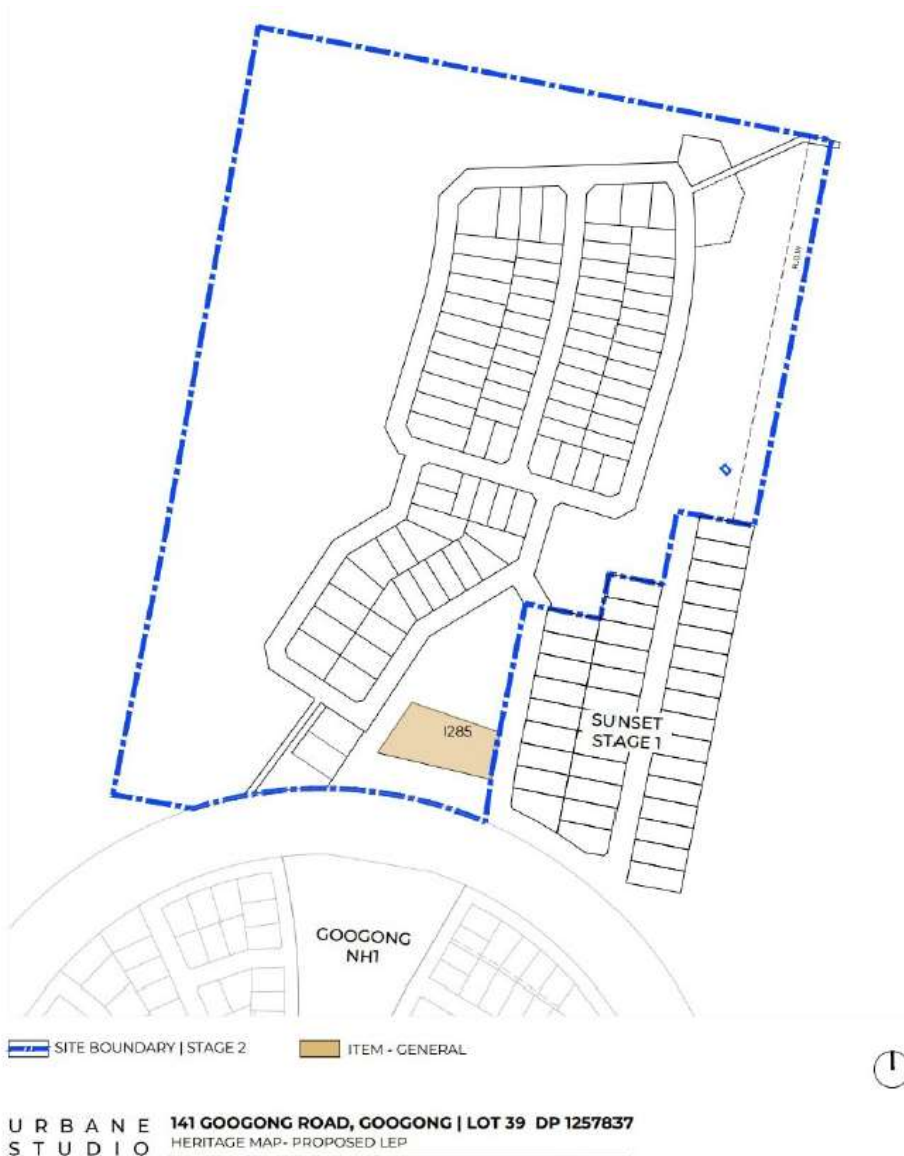 I285
SUNSET
STAGE 1
GOOGONG
NH1
SITE BOUNDARY | STAGE 2
ITEM - GENERAL
URBANE
STUDIO
141 GOOGONG ROAD, GOOGONG | LOT 39 DP 1257837
HERITAGE MAP- PROPOSED LEP